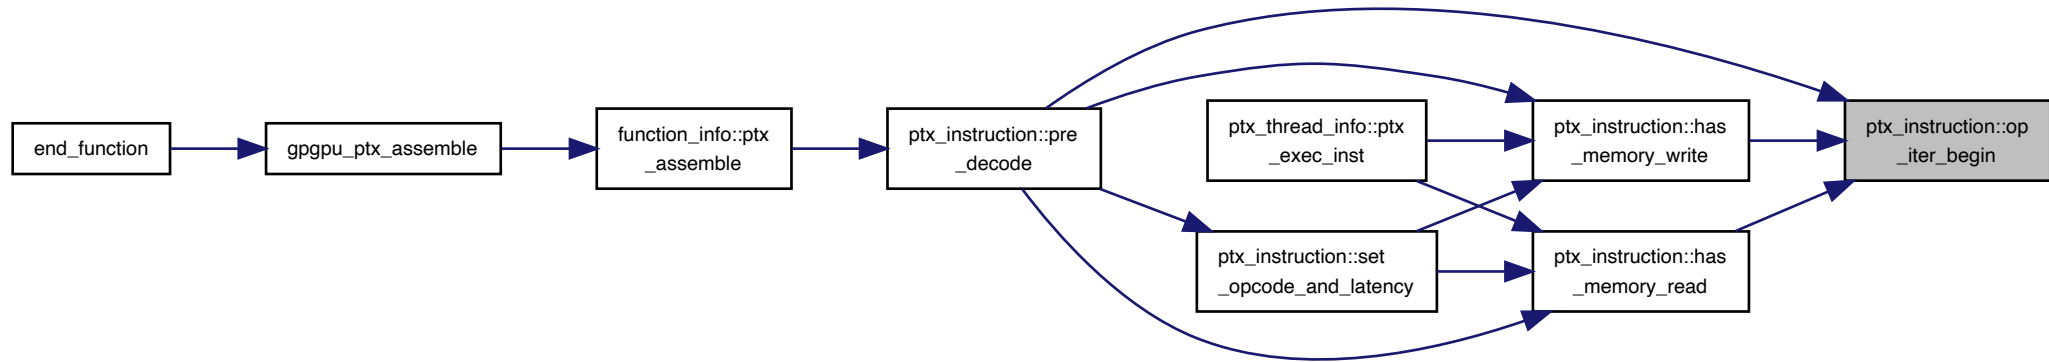 end_function
gpgpu_ptx_assemble
function_info::ptx
_assemble
ptx_instruction::pre
_decode
ptx_thread_info::ptx
_exec_inst
ptx_instruction::set
_opcode_and_latency
ptx_instruction::has
_memory_write
ptx_instruction::has
_memory_read
ptx_instruction::op
_iter_begin